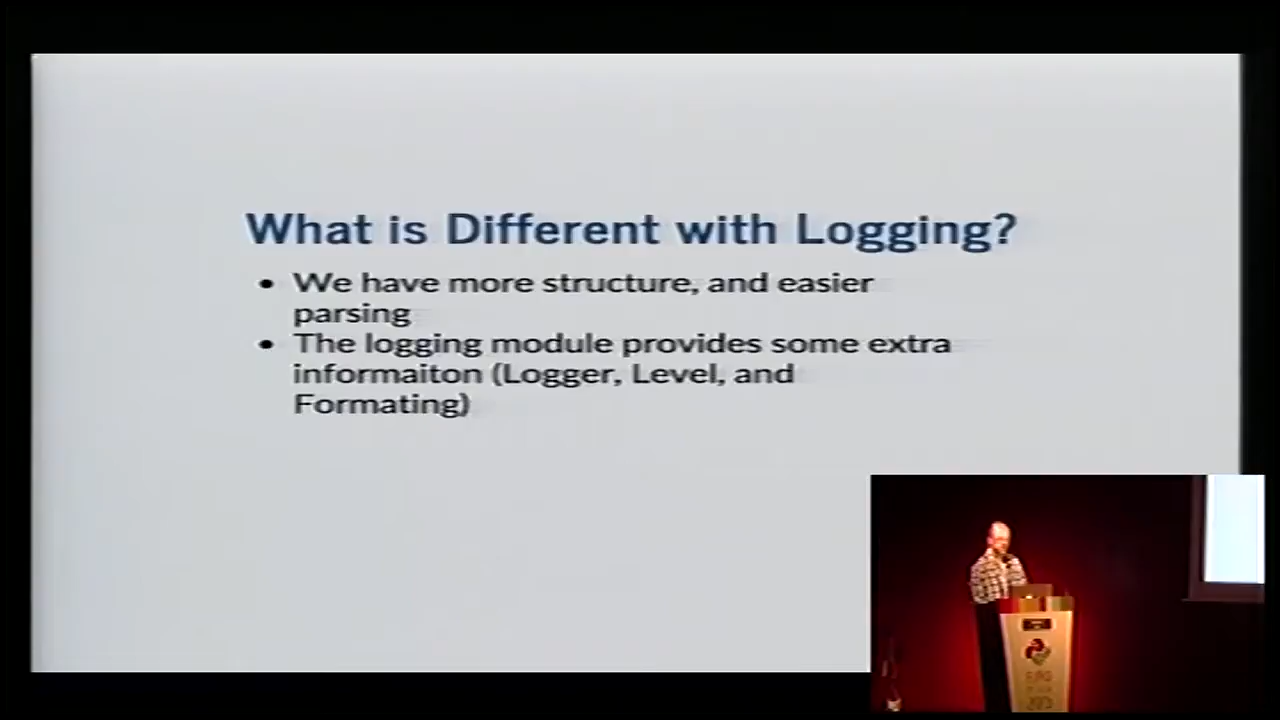 What is Different with Logging?
• We have more structure, and easier
parsing
• The logging module provides some extra
informaiton (Logger, Level, and
Formating)